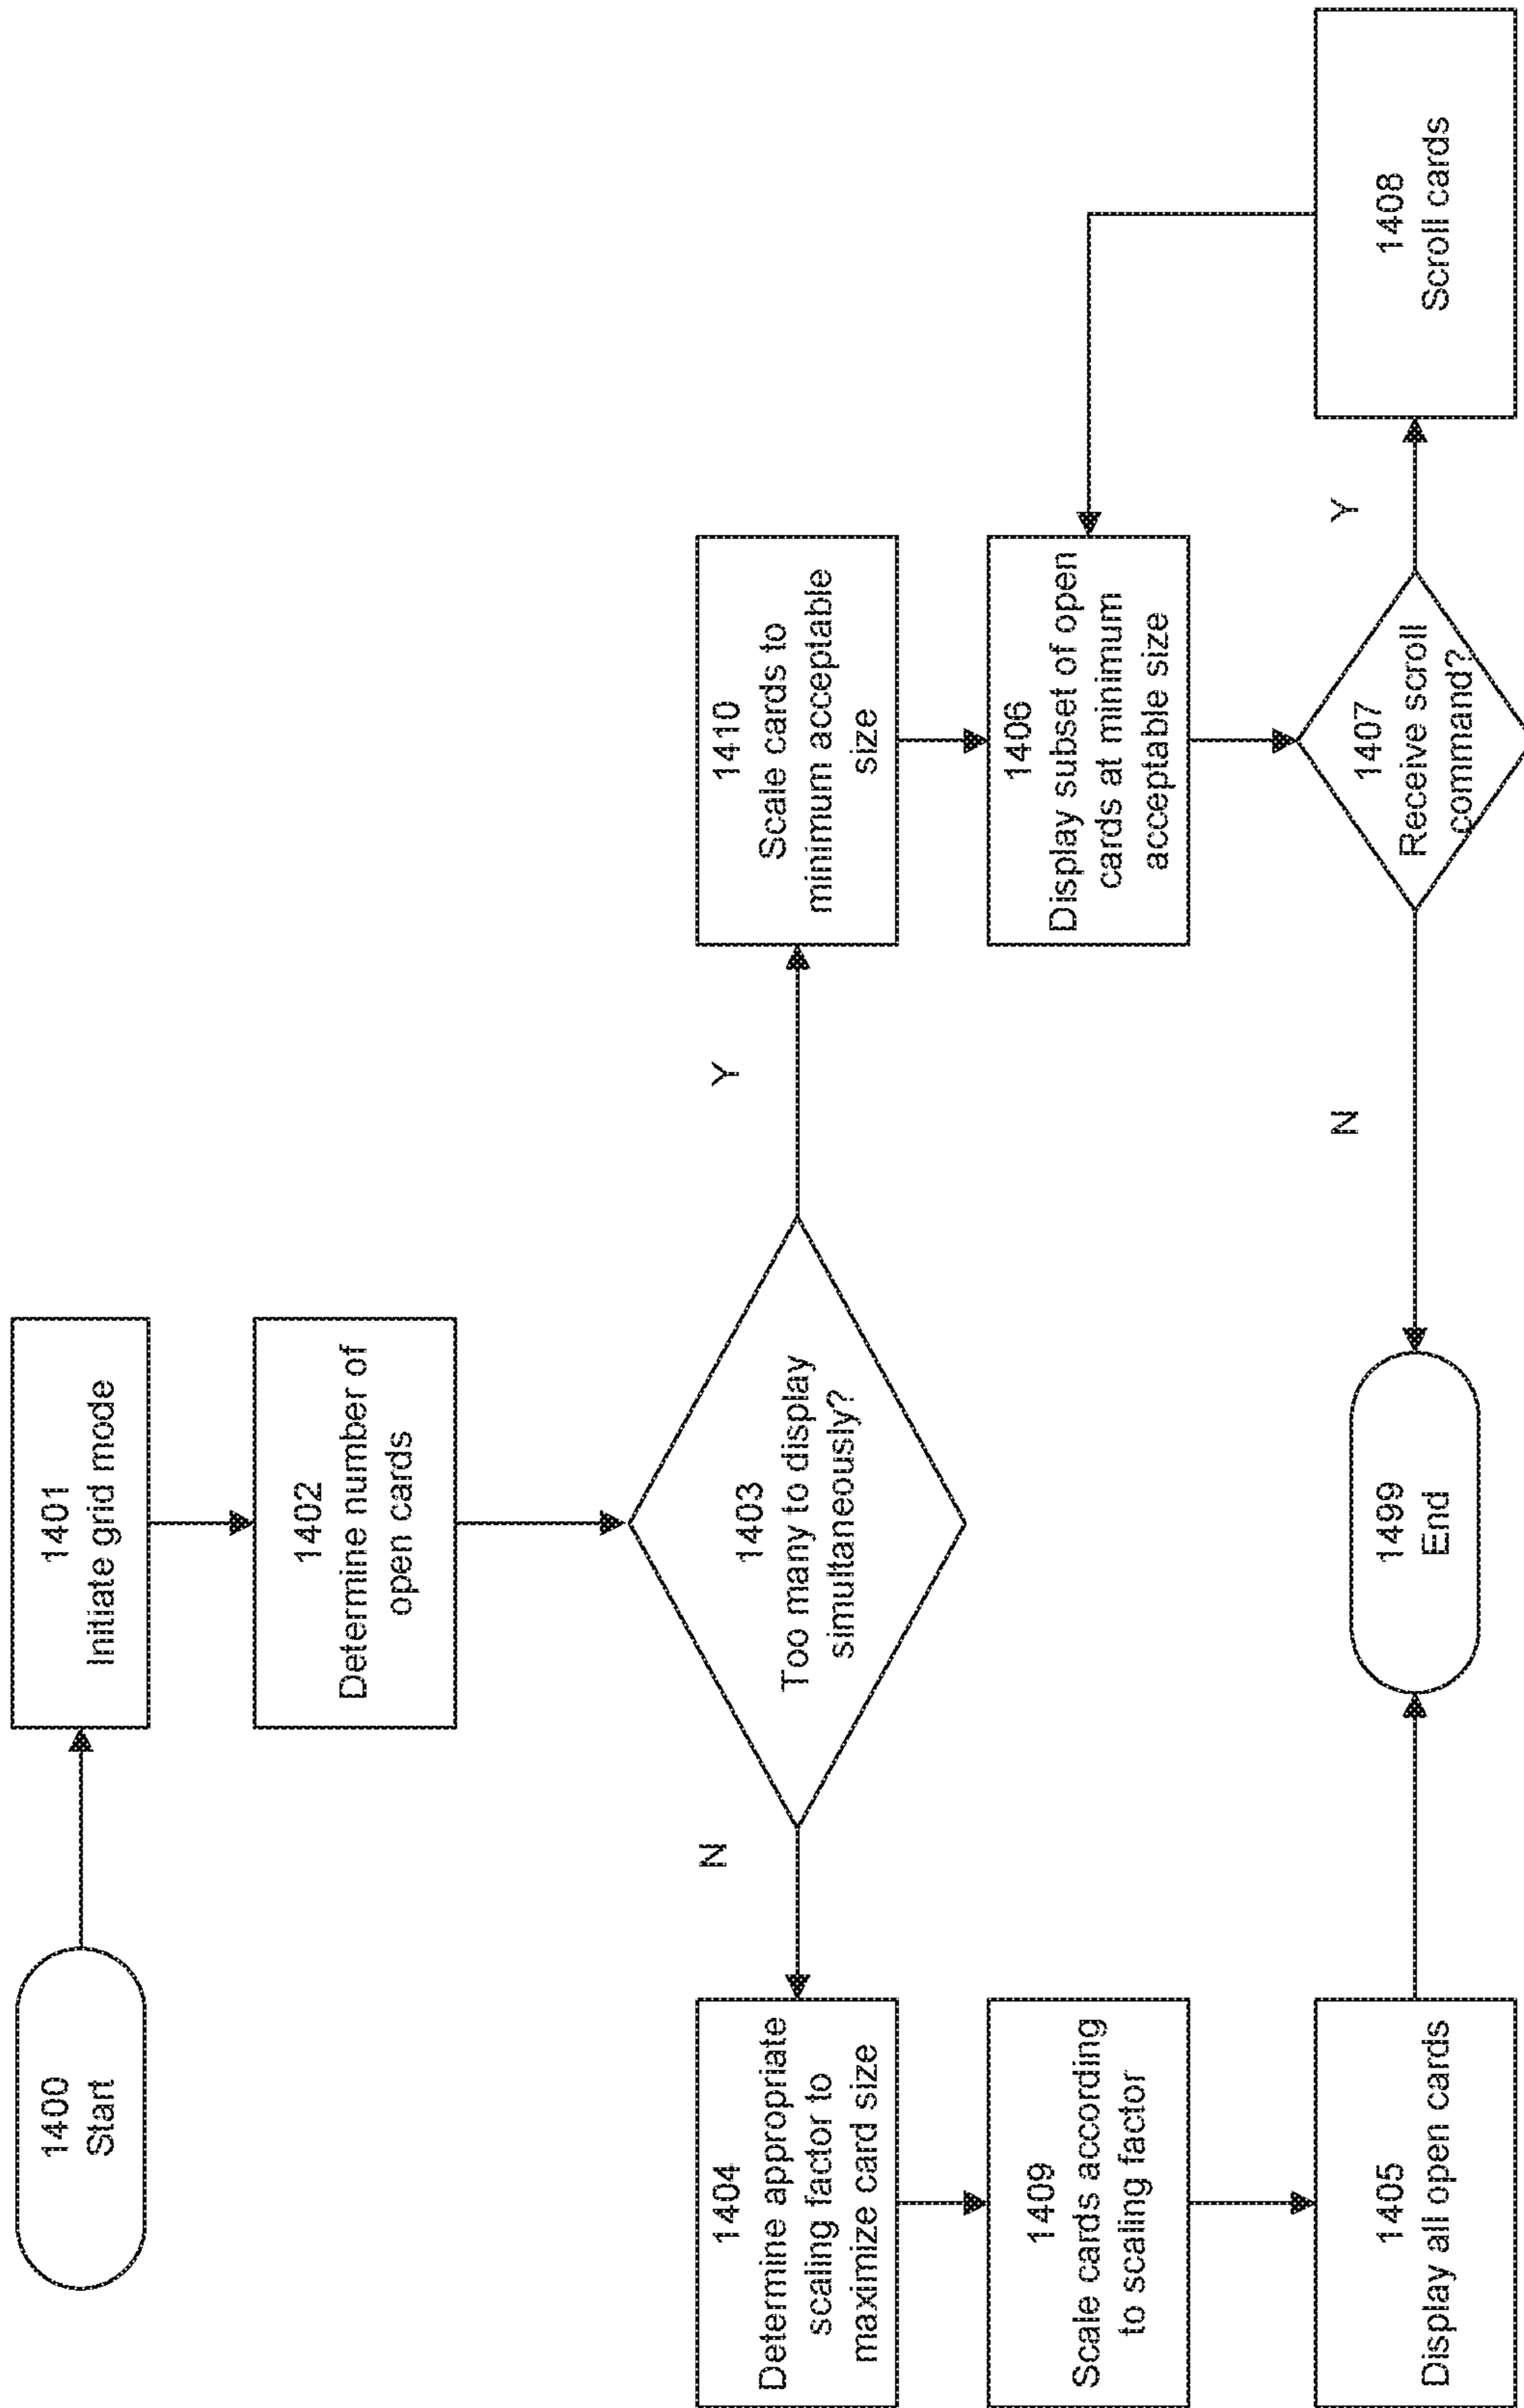 1400
Start
1401
Initiate grid mode
1402
Determine number of
open cards
1403
Too many to display
simultaneously?
N
Y
1404
Determine appropriate
scaling factor to
maximize card size
1410
Scale cards to
minimum acceptable
size
1409
Scale cards according
to scaling factor
1406
Display subset of open
cards at minimum
acceptable size
1405
Display all open cards
1499
End
N
1407
Receive scroll
command?
Y
1408
Scroll cards